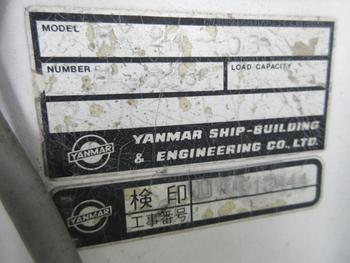 MODEL
NUMBER
LOAD CAPACITY
YANMAR
YANMAR SHIP-BUILDING
& ENGINEERING CO., LTD.
YANMAR
検印
工事番号